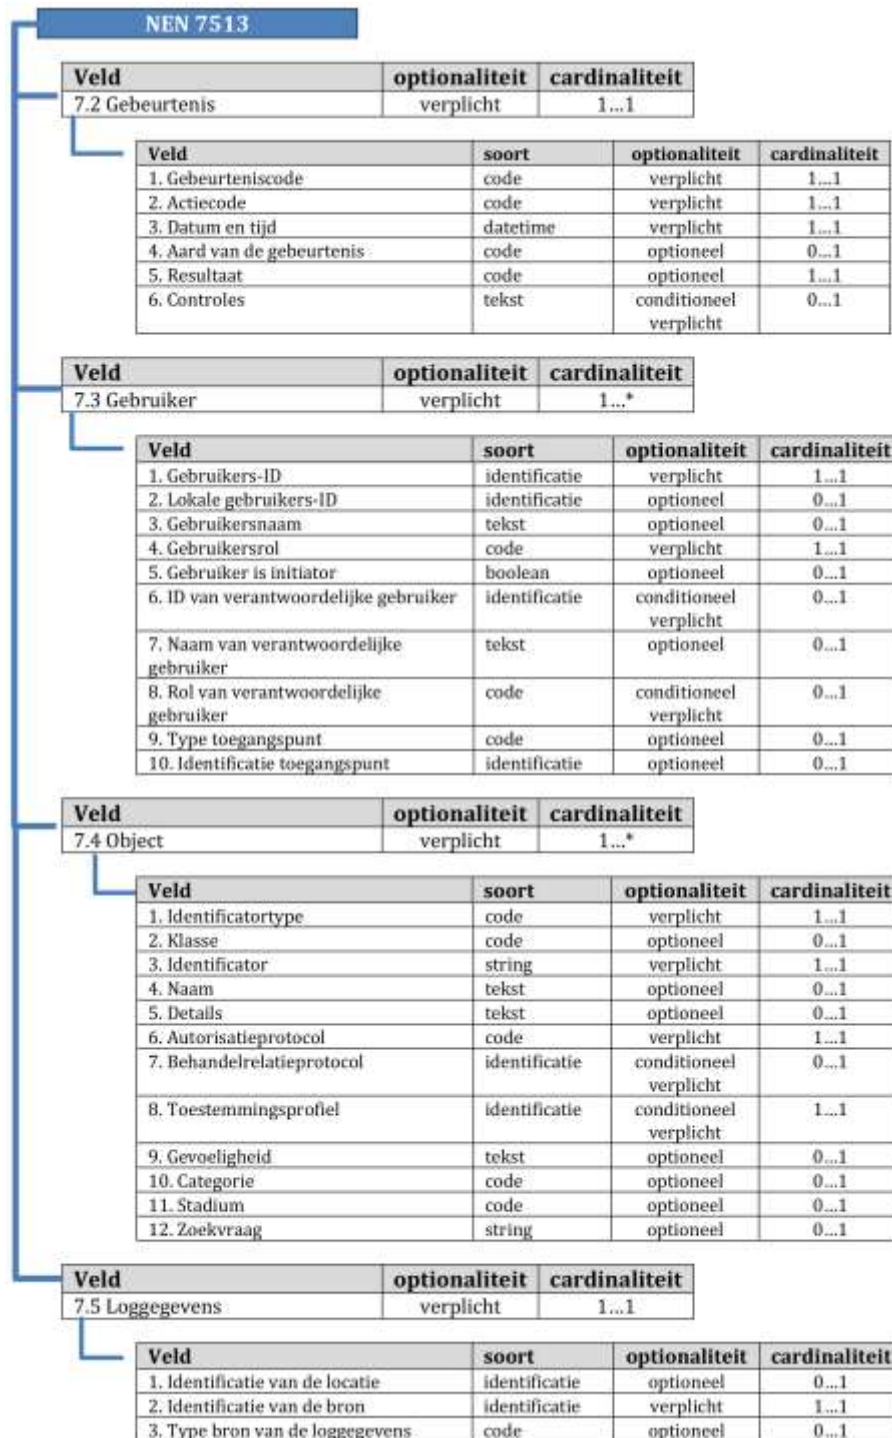 NEN 7513
Veld optionaliteit cardinaliteit
7.2 Gebeurtenis verplicht 1...1
Veld soort optionaliteit cardinaliteit
1. Gebeurteniscode code verplicht 1...1
2. Actiecode code verplicht 1...1
3. Datum en tijd datetime verplicht 1...1
4. Aard van de gebeurtenis code optioneel 0...1
5. Resultaat code optioneel 1...1
6. Controles tekst conditioneel 0...1
verplicht
Veld optionaliteit cardinaliteit
7.3 Gebruiker verplicht 1...*
Veld soort optionaliteit cardinaliteit
1. Gebruikers-ID identificatie verplicht 1...1
2. Lokale gebruikers-ID identificatie optioneel 0...1
3. Gebruikersnaam tekst optioneel 0...1
4. Gebruikersrol code verplicht 1...1
5. Gebruiker is initiator boolean optioneel 0...1
6. ID van verantwoordelijke gebruiker identificatie conditioneel 0...1
verplicht
7. Naam van verantwoordelijke tekst optioneel 0...1
gebruiker
8. Rol van verantwoordelijke code conditioneel 0...1
gebruiker verplicht
9. Type toegangspunt code optioneel 0...1
10. Identificatie toegangspunt identificatie optioneel 0...1
Veld optionaliteit cardinaliteit
7.4 Object verplicht 1...*
Veld soort optionaliteit cardinaliteit
1. Identificatortype code verplicht 1...1
2. Klasse code optioneel 0...1
3. Identificator string verplicht 1...1
4. Naam tekst optioneel 0...1
5. Details tekst optioneel 0...1
6. Autorisatieprotocol code verplicht 1...1
7. Behandelrelatieprotocol identificatie conditioneel 0...1
verplicht
8. Toestemmingsprofiel identificatie conditioneel 1...1
verplicht
9. Gevoeligheid tekst optioneel 0...1
10. Categorie code optioneel 0...1
11. Stadium code optioneel 0...1
12. Zoekvraag string optioneel 0...1
Veld optionaliteit cardinaliteit
7.5 Loggegevens verplicht 1...1
Veld soort optionaliteit cardinaliteit
1. Identificatie van de locatie identificatie optioneel 0...1
2. Identificatie van de bron identificatie verplicht 1...1
3. Type bron van de loggegevens code optioneel 0...1